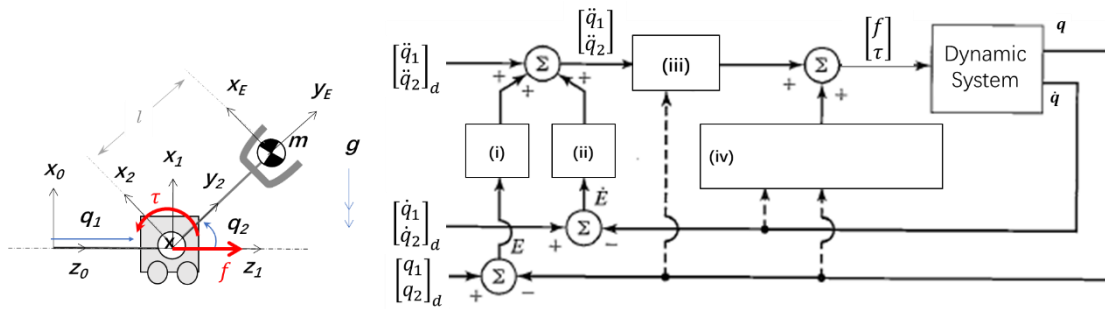 x_E
y_E
l
m
g
x_0
x_1
x_2
y_2
τ
q_1
q_2
x
z_0
f
z_1
[q̈_1 q̈_2]
[f τ]
q
[q̈_1 q̈_2]_d
Σ
(iii)
Σ
Dynamic
System
+ + +
+ +
q̇
(i)
(ii)
(iv)
Ė
[q̇_1 q̇_2]_d
Σ
+ −
E
[q_1 q_2]_d
Σ
+ −